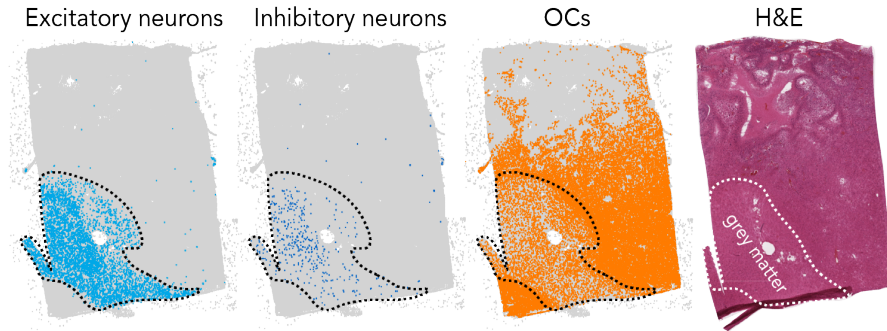 Excitatory neurons
Inhibitory neurons
OCs
H&E
grey matter